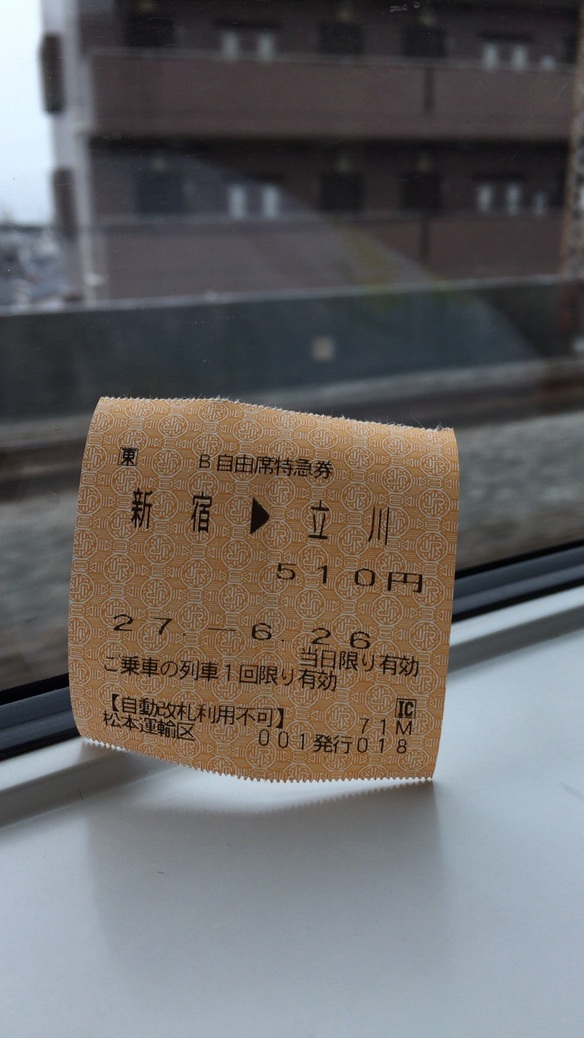 東 B自由席特急券
新宿▶立川
510円
27.-6.26
当日限り有効
ご乗車の列車1回限り有効
【自動改札利用不可】 IC
松本運輸区 71M
001発行018